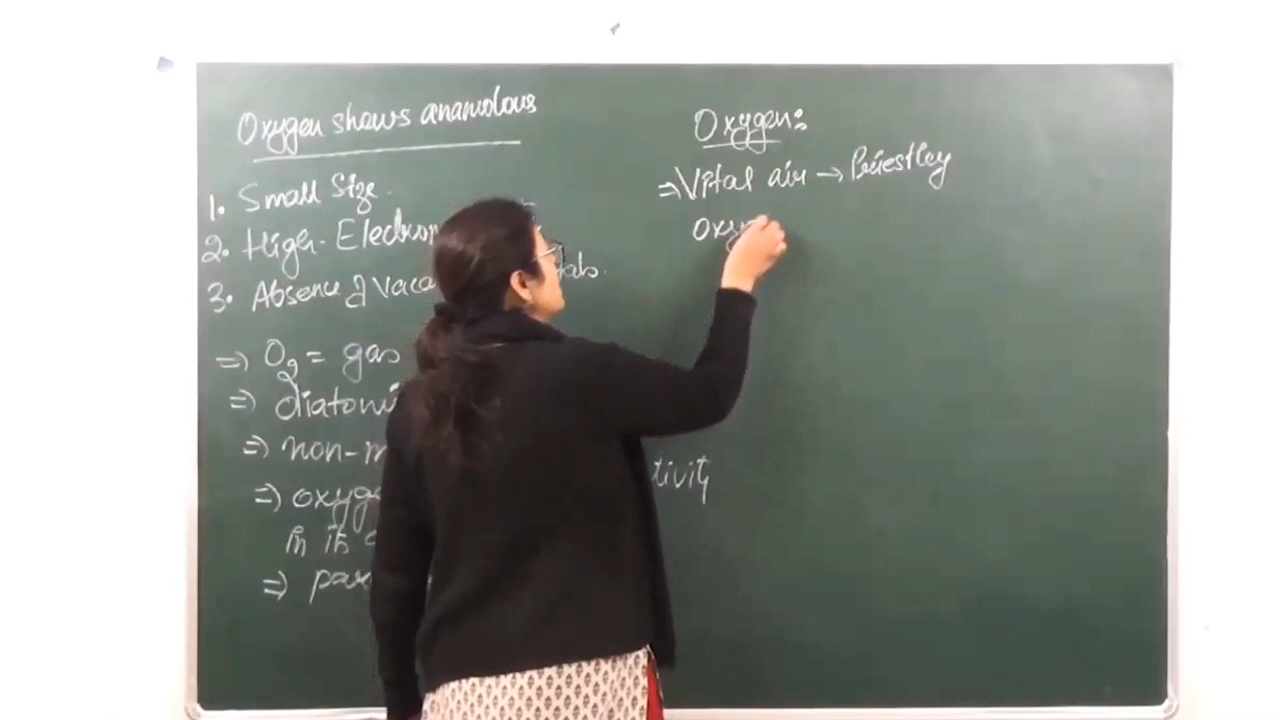 Oxygen shows anamolous
1. Small Size.
2. High - Electron
3. Absence of Vaca
⇒ O₂ = gas
⇒ diatomi
⇒ non-m
⇒ oxyge tivity
in its
⇒ para
Oxygen:
⇒ Vital air → Priestley
oxy